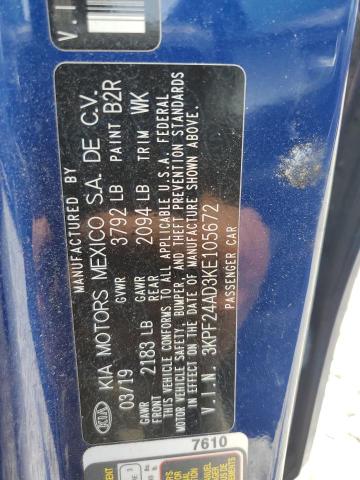 KIA
MANUFACTURED BY
KIA MOTORS MEXICO S.A. DE C.V.
03/19 GVWR 3792 LB PAINT B2R
GAWR FRONT 2183 LB GAWR REAR 2094 LB TRIM WK
THIS VEHICLE CONFORMS TO ALL APPLICABLE U.S.A. FEDERAL
MOTOR VEHICLE SAFETY, BUMPER, AND THEFT PREVENTION STANDARDS
IN EFFECT ON THE DATE OF MANUFACTURE SHOWN ABOVE.
V.I.N. 3KPF24AD3KE105672
PASSENGER CAR
V.I.
7610